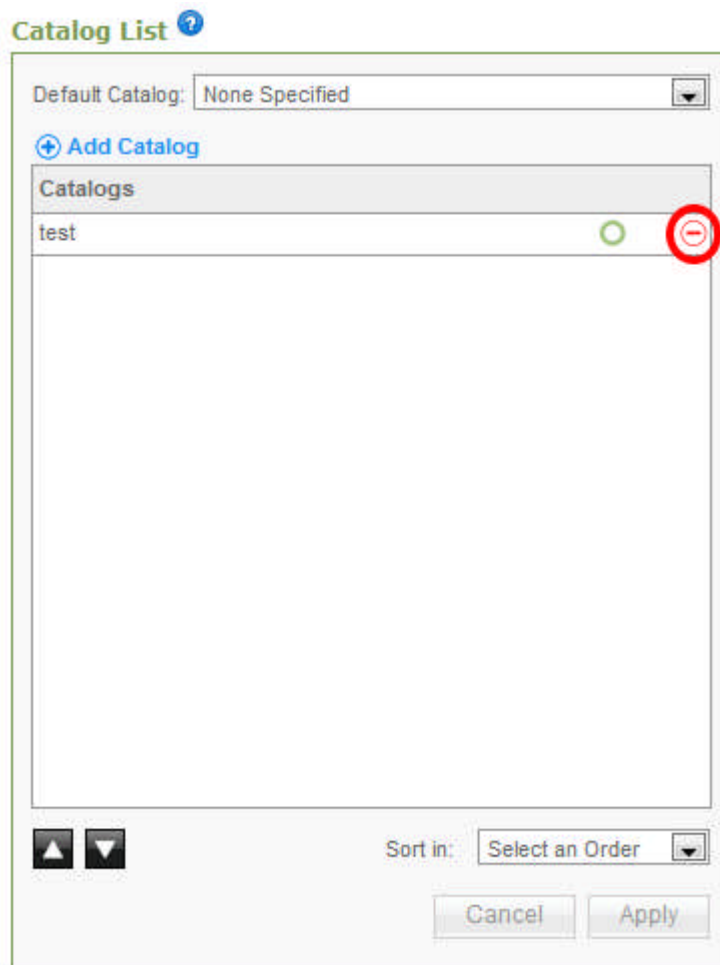 Catalog List ?
Default Catalog: None Specified
Add Catalog
Catalogs
test
Sort in: Select an Order
Cancel Apply